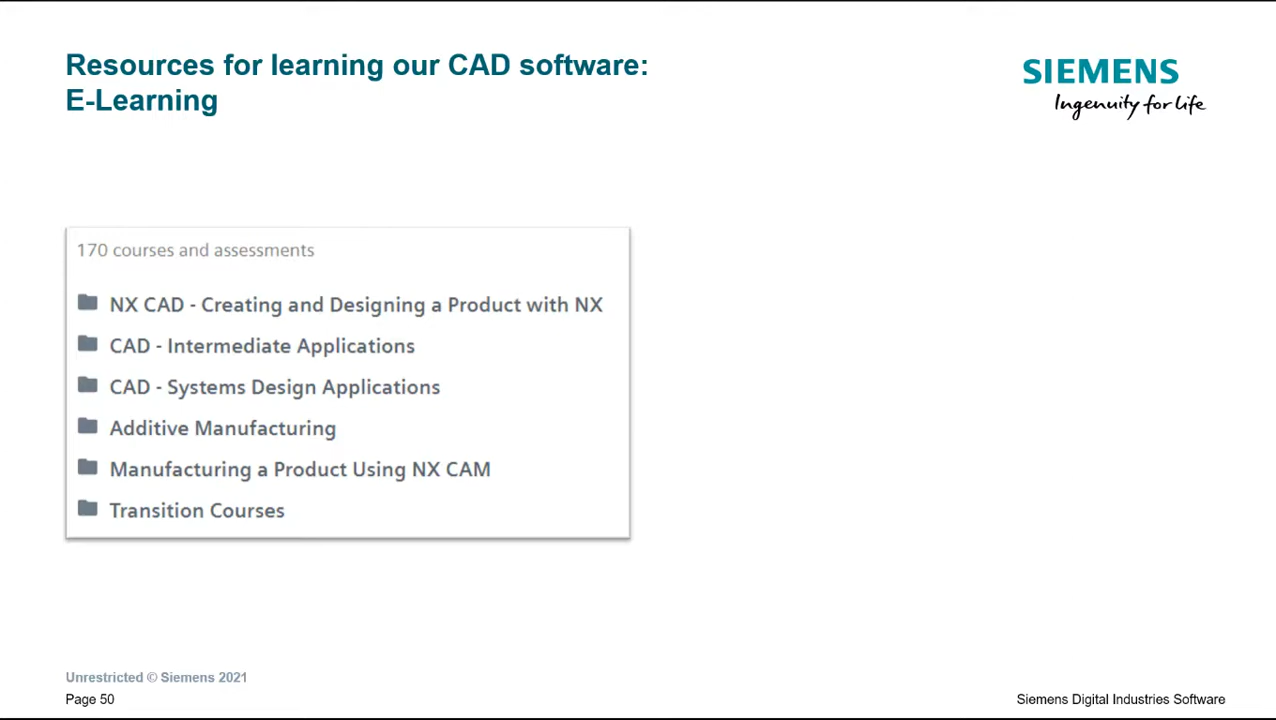 Resources for learning our CAD software:
E-Learning
SIEMENS
Ingenuity for life
170 courses and assessments
NX CAD - Creating and Designing a Product with NX
CAD - Intermediate Applications
CAD - Systems Design Applications
Additive Manufacturing
Manufacturing a Product Using NX CAM
Transition Courses
Unrestricted © Siemens 2021
Page 50
Siemens Digital Industries Software